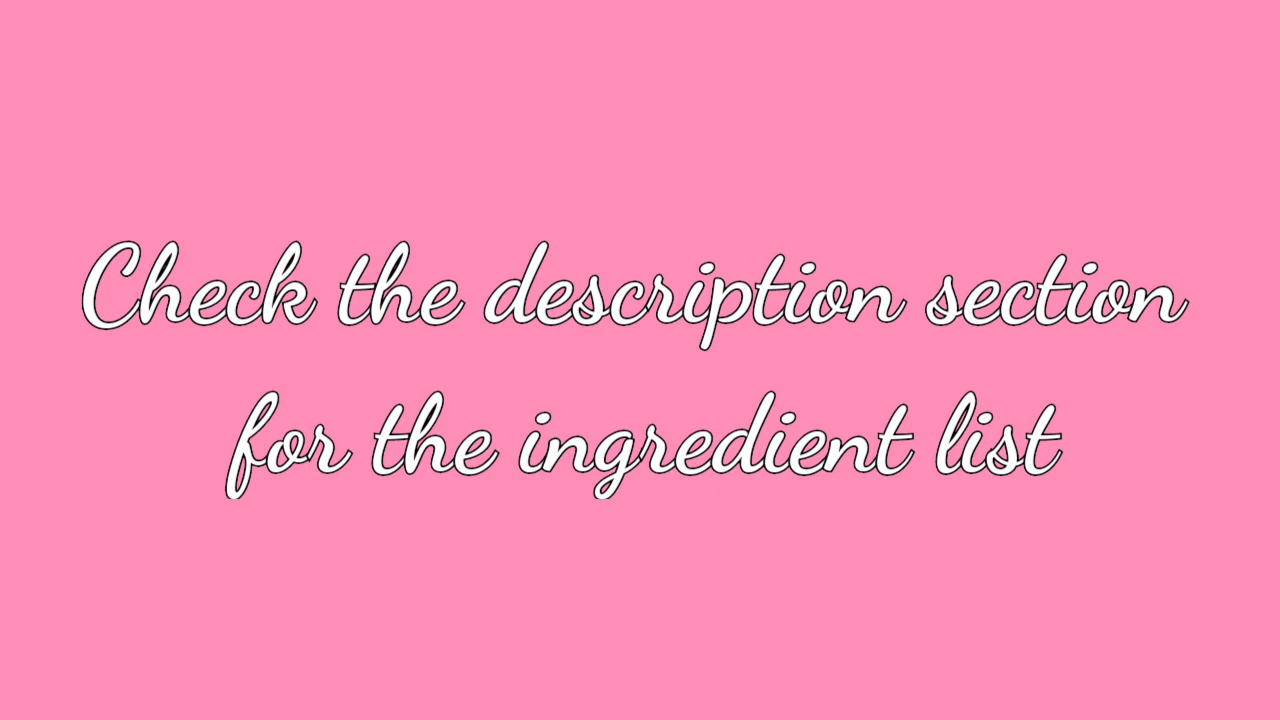 Check the description section
for the ingredient list